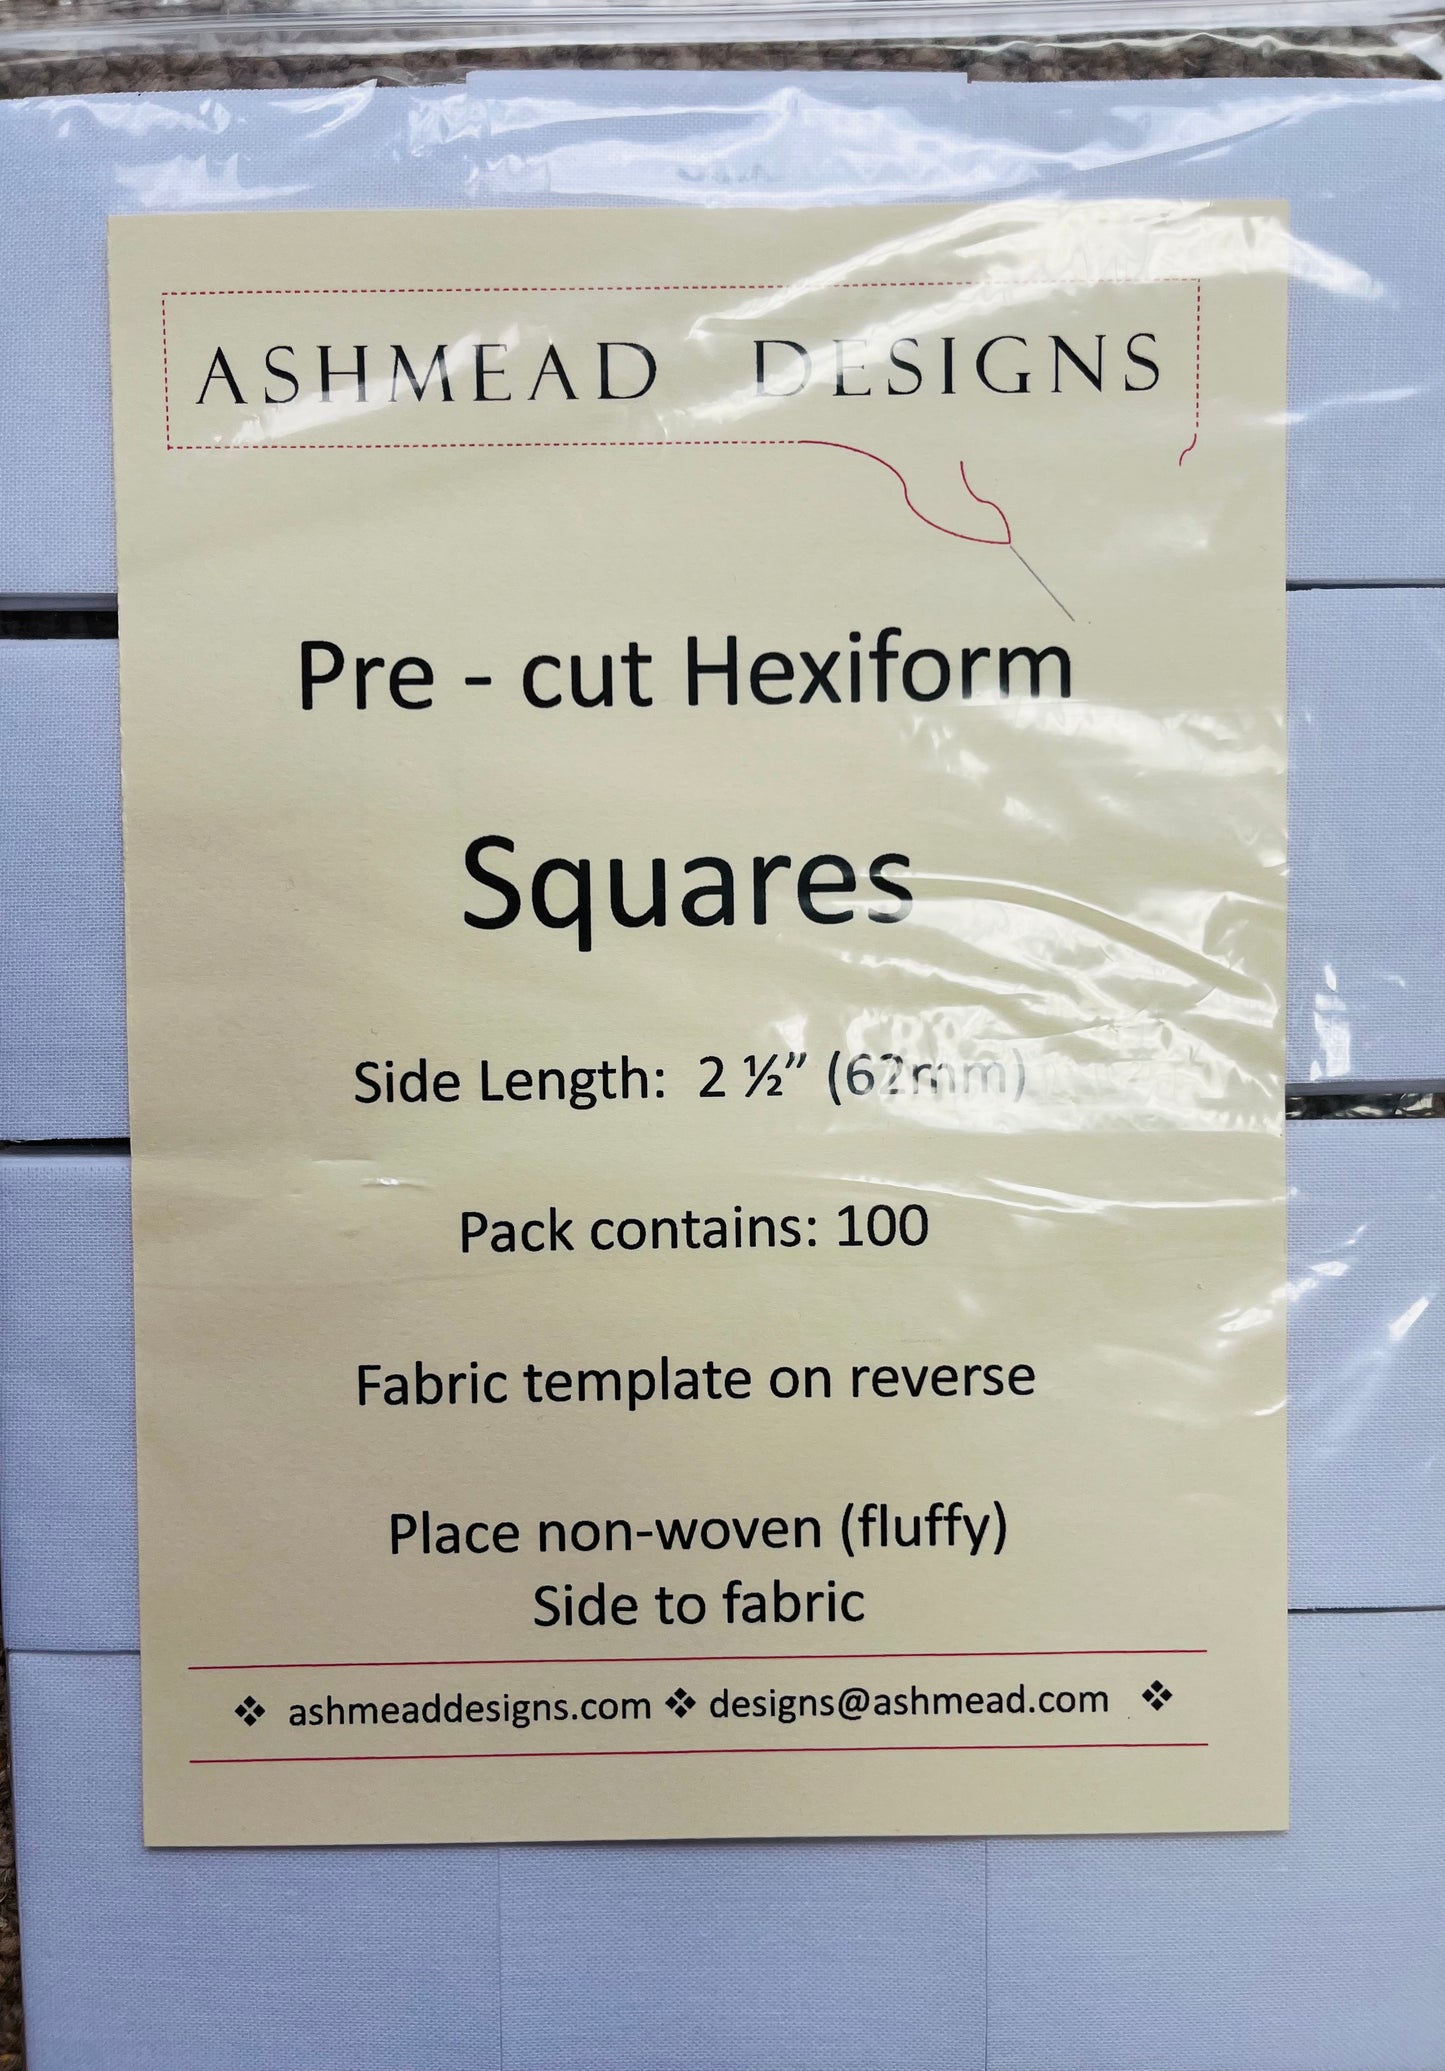 ASHMEAD DESIGNS
Pre - cut Hexiform
Squares
Side Length: 2 ½” (62mm)
Pack contains: 100
Fabric template on reverse
Place non-woven (fluffy)
Side to fabric
❖ ashmeaddesigns.com ❖ designs@ashmead.com ❖